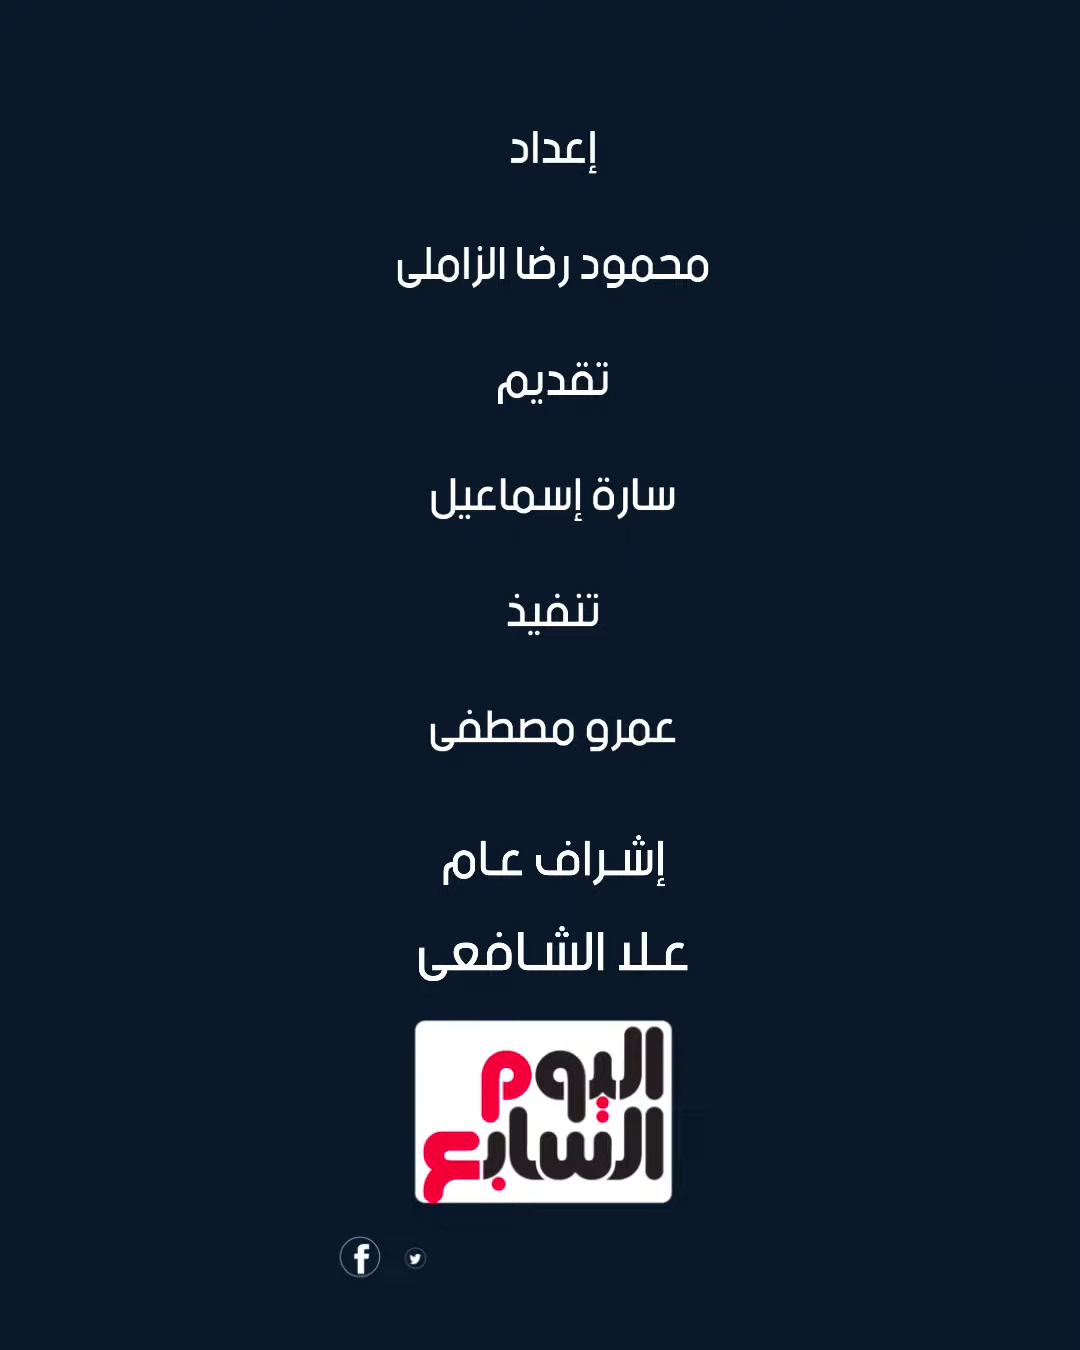 إعداد
محمود رضا الزاملى
تقديم
سارة إسماعيل
تنفيذ
عمرو مصطفى
إشـراف عـام
عـلا الشـافعى
اليوم
السابع